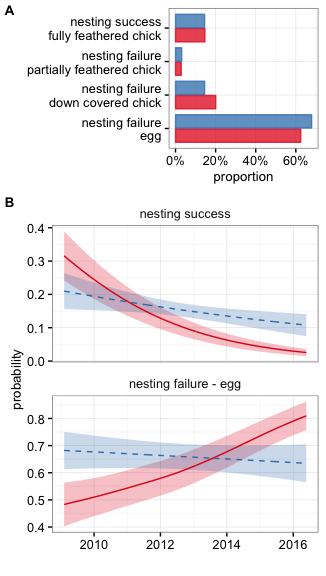 A
nesting success
fully feathered chick
nesting failure
partially feathered chick
nesting failure
down covered chick
nesting failure
egg
0% 20% 40% 60%
proportion
B
nesting success
0.4
0.3
0.2
0.1
0.0
probability
nesting failure - egg
0.8
0.7
0.6
0.5
0.4
2010 2012 2014 2016